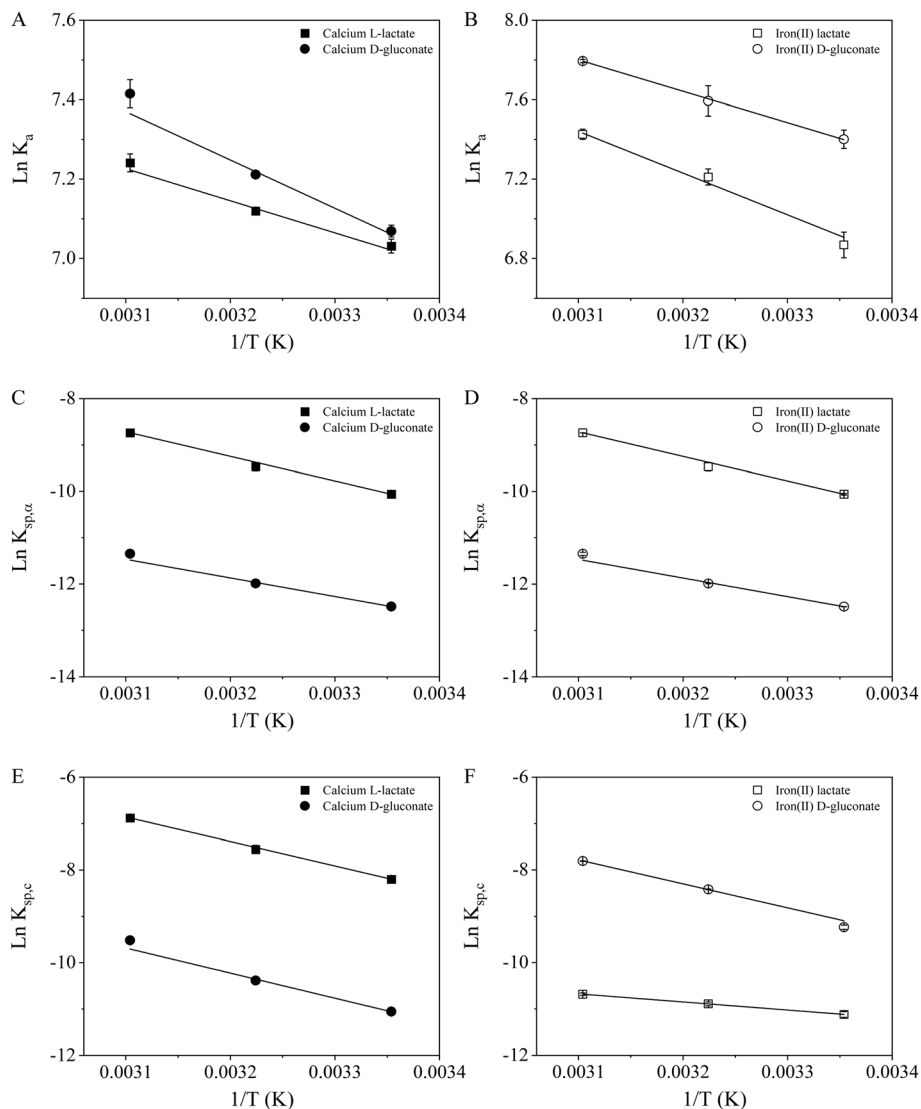 A
Ln Ka
7.6
7.4
7.2
7.0
Calcium L-lactate
Calcium D-gluconate
0.0031 0.0032 0.0033 0.0034
1/T (K)
B
Ln Ka
8.0
7.6
7.2
6.8
Iron(II) lactate
Iron(II) D-gluconate
0.0031 0.0032 0.0033 0.0034
1/T (K)
C
Ln Ksp,α
-8
-10
-12
-14
Calcium L-lactate
Calcium D-gluconate
0.0031 0.0032 0.0033 0.0034
1/T (K)
D
Ln Ksp,α
-8
-10
-12
-14
Iron(II) lactate
Iron(II) D-gluconate
0.0031 0.0032 0.0033 0.0034
1/T (K)
E
Ln Ksp,c
-6
-8
-10
-12
Calcium L-lactate
Calcium D-gluconate
0.0031 0.0032 0.0033 0.0034
1/T (K)
F
Ln Ksp,c
-6
-8
-10
-12
Iron(II) lactate
Iron(II) D-gluconate
0.0031 0.0032 0.0033 0.0034
1/T (K)